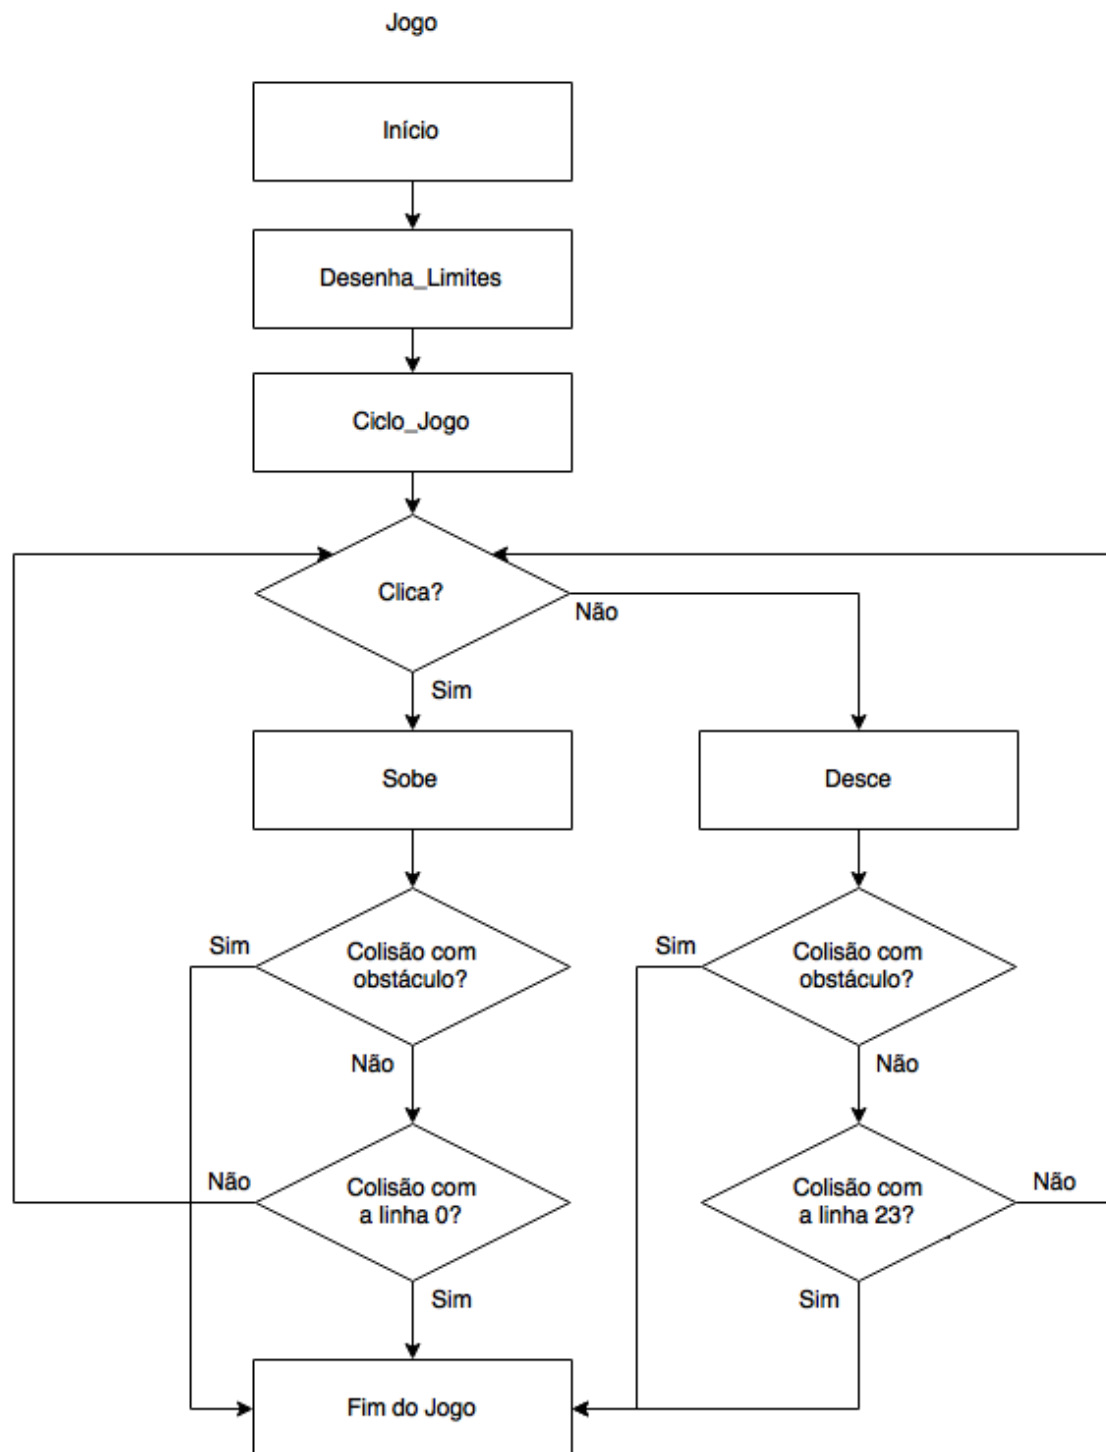 Jogo
Início
Desenha_Limites
Ciclo_Jogo
Clica?
Não
Sim
Sobe
Desce
Sim
Colisão com
obstáculo?
Sim
Colisão com
obstáculo?
Não
Não
Não
Colisão com
a linha 0?
Colisão com
a linha 23?
Não
Sim
Sim
Fim do Jogo